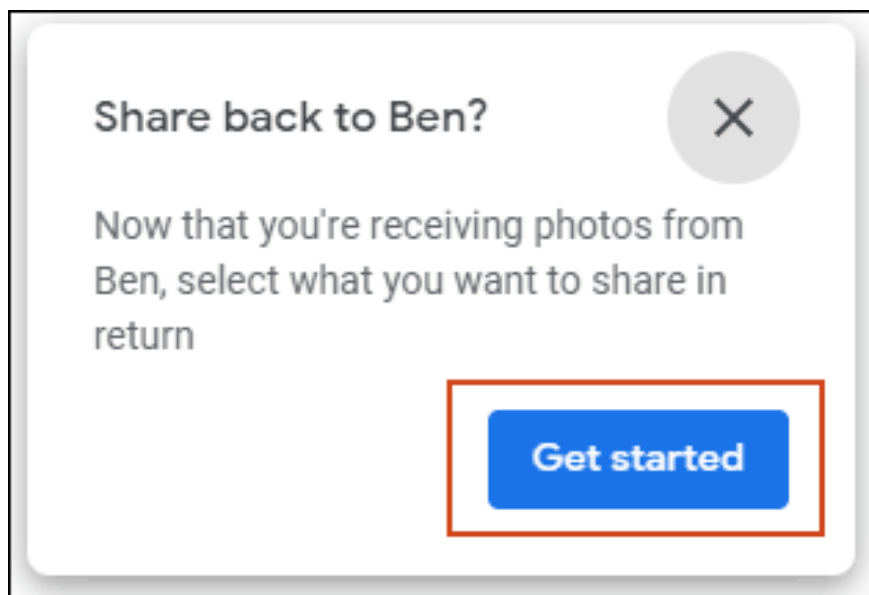 Share back to Ben?
Now that you're receiving photos from
Ben, select what you want to share in
return
Get started